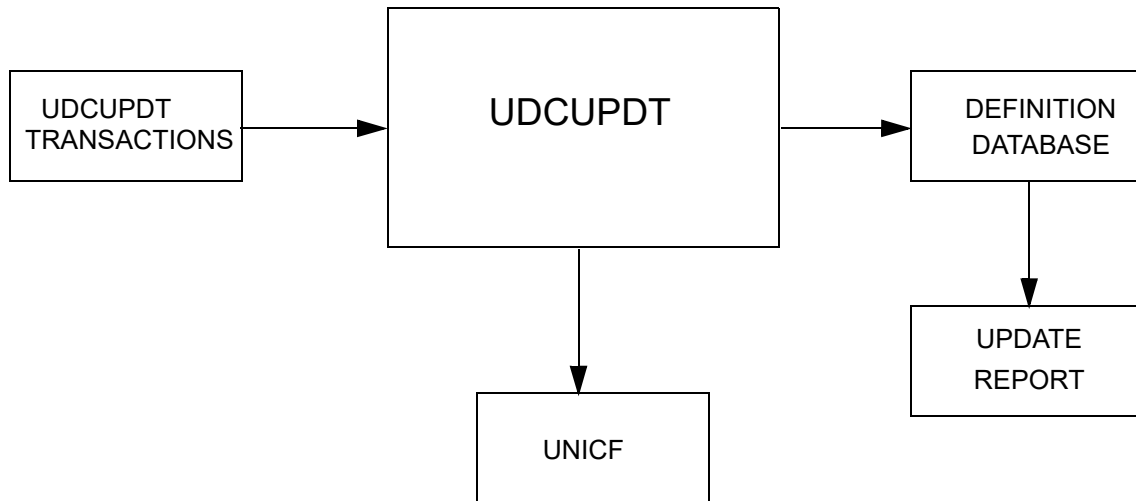 UDCUPDT
TRANSACTIONS
UDCUPDT
DEFINITION
DATABASE
UPDATE
REPORT
UNICF